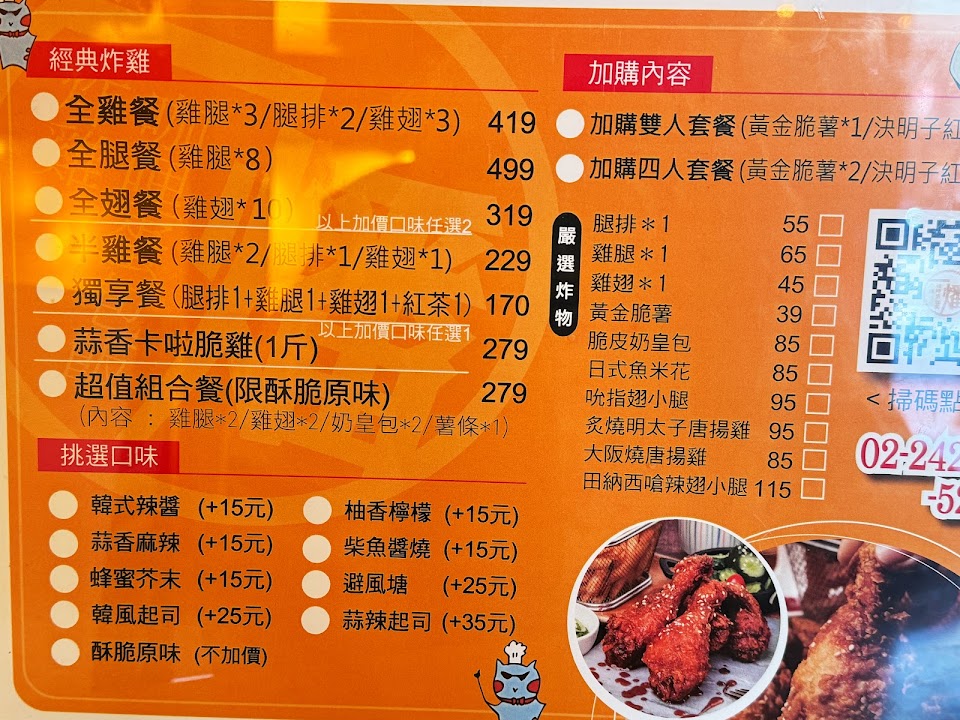 經典炸雞
全雞餐(雞腿*3/腿排*2/雞翅*3) 419
全腿餐(雞腿*8) 499
全翅餐(雞翅*10) 319
以上加價口味任選2
半雞餐(雞腿*2/腿排*1/雞翅*1) 229
獨享餐(腿排1+雞腿1+雞翅1+紅茶1) 170
以上加價口味任選1
蒜香卡啦脆雞(1斤) 279
超值組合餐(限酥脆原味) 279
(內容 : 雞腿*2/雞翅*2/奶皇包*2/薯條*1)
挑選口味
韓式辣醬 (+15元)
蒜香麻辣 (+15元)
蜂蜜芥末 (+15元)
韓風起司 (+25元)
酥脆原味 (不加價)
柚香檸檬 (+15元)
柴魚醬燒 (+15元)
避風塘 (+25元)
蒜辣起司 (+35元)
加購內容
加購雙人套餐(黃金脆薯*1/決明子紅
加購四人套餐(黃金脆薯*2/決明子紅
嚴選炸物
腿排*1 55
雞腿*1 65
雞翅*1 45
黃金脆薯 39
脆皮奶皇包 85
日式魚米花 85
吮指翅小腿 95
炙燒明太子唐揚雞 95
大阪燒唐揚雞 85
田納西嗆辣翅小腿 115
<掃碼點
02-242
-52